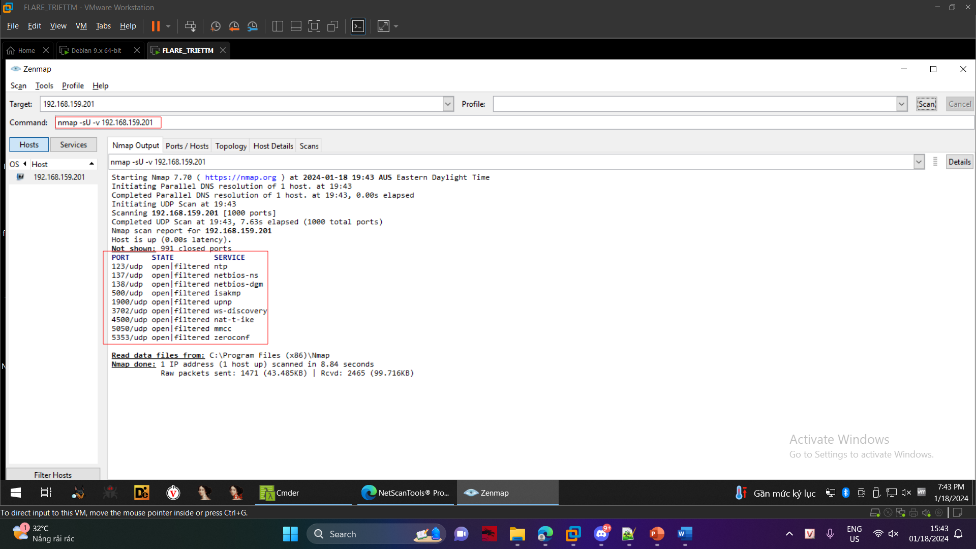 FLARE_TRIETTM - VMware Workstation
File Edit View VM Tabs Help
Home Debian 9.x 64-bit FLARE_TRIETTM
Zenmap
Scan Tools Profile Help
Target: 192.168.159.201 Profile: Scan Cancel
Command: nmap -sU -v 192.168.159.201
Hosts Services Nmap Output Ports / Hosts Topology Host Details Scans
OS Host nmap -sU -v 192.168.159.201 Details
192.168.159.201
Starting Nmap 7.70 ( https://nmap.org ) at 2024-01-18 19:43 AUS Eastern Daylight Time
Initiating Parallel DNS resolution of 1 host. at 19:43
Completed Parallel DNS resolution of 1 host. at 19:43, 0.00s elapsed
Initiating UDP Scan at 19:43
Scanning 192.168.159.201 [1000 ports]
Completed UDP Scan at 19:43, 7.63s elapsed (1000 total ports)
Nmap scan report for 192.168.159.201
Host is up (0.00s latency).
Not shown: 991 closed ports
PORT STATE SERVICE
123/udp open|filtered ntp
137/udp open|filtered netbios-ns
138/udp open|filtered netbios-dgm
500/udp open|filtered isakmp
1900/udp open|filtered upnp
3702/udp open|filtered ws-discovery
4500/udp open|filtered nat-t-ike
5050/udp open|filtered mmcc
5353/udp open|filtered zeroconf
Read data files from: C:\Program Files (x86)\Nmap
Nmap done: 1 IP address (1 host up) scanned in 8.84 seconds
Raw packets sent: 1471 (43.485KB) | Rcvd: 2465 (99.716KB)
Activate Windows
Go to Settings to activate Windows.
Filter Hosts
Cmder NetScanTools® Pro... Zenmap Gần mức kỷ lục 7:43 PM
1/18/2024
To direct input to this VM, move the mouse pointer inside or press Ctrl+G.
32°C
Nắng rải rác
Search
ENG
US
15:43
01/18/2024